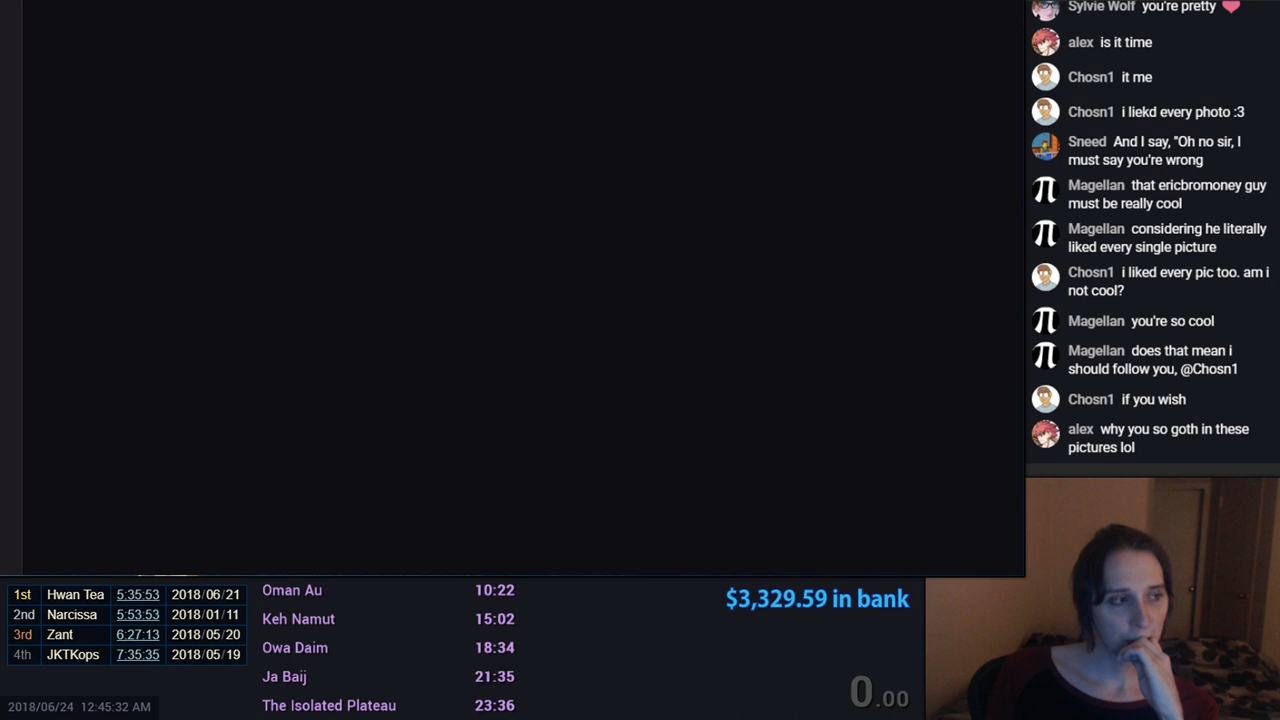 Sylvie Wolf you're pretty
alex is it time
Chosn1 it me
Chosn1 i liekd every photo :3
Sneed And I say, "Oh no sir, I
must say you're wrong
Magellan that ericbromoney guy
must be really cool
Magellan considering he literally
liked every single picture
Chosn1 i liked every pic too. am i
not cool?
Magellan you're so cool
Magellan does that mean i
should follow you, @Chosn1
Chosn1 if you wish
alex why you so goth in these
pictures lol
1st Hwan Tea 5:35:53 2018/06/21
2nd Narcissa 5:53:53 2018/01/11
3rd Zant 6:27:13 2018/05/20
4th JKTKops 7:35:35 2018/05/19
2018/06/24 12:45:32 AM
Oman Au 10:22
Keh Namut 15:02
Owa Daim 18:34
Ja Baij 21:35
The Isolated Plateau 23:36
$3,329.59 in bank
0.00